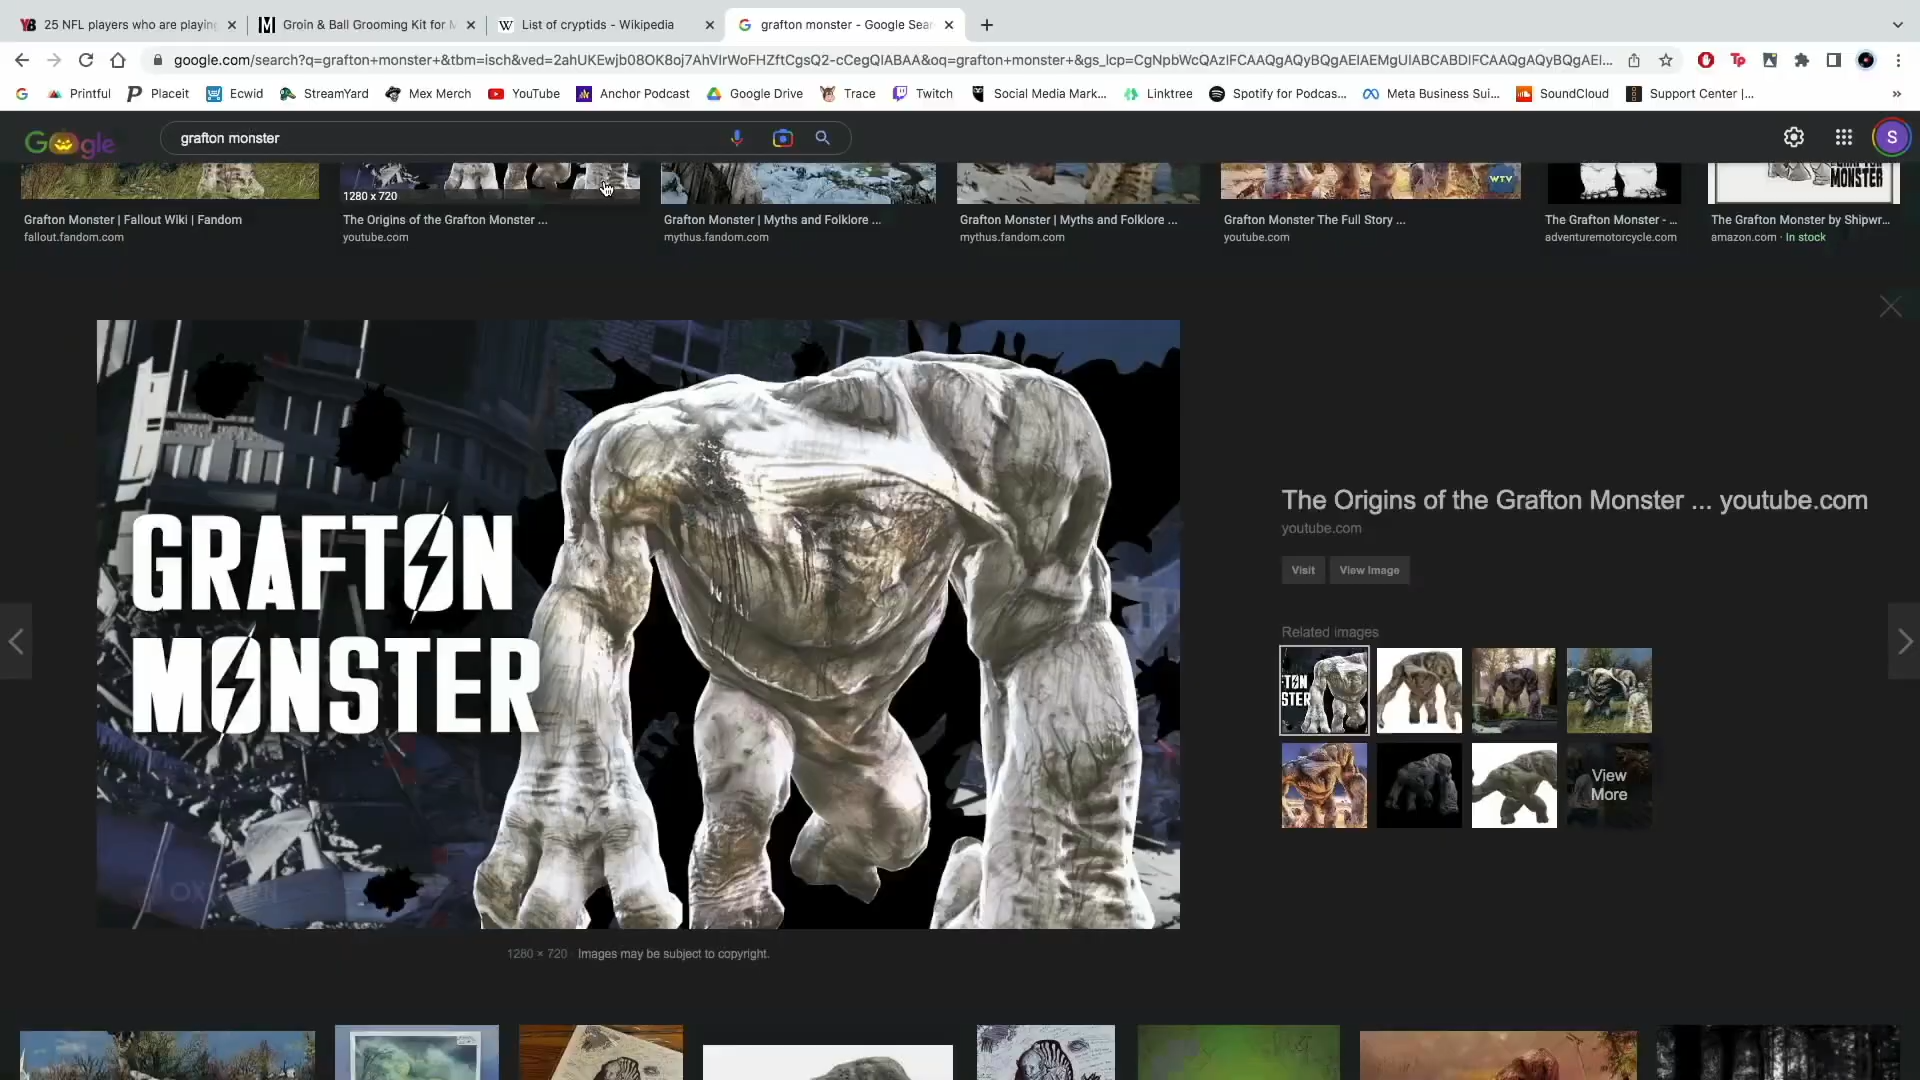 25 NFL players who are playing
Groin & Ball Grooming Kit for M
W List of cryptids - Wikipedia
G grafton monster - Google Sear
google.com/search?q=grafton+monster+&tbm=isch&ved=2ahUKEwjb08OK8oj7AhVIrWoFHZftCgsQ2-cCegQIABAA&oq=grafton+monster+&gs_lcp=CgNpbWcQAzIFCAAQgAQyBQgAEIAEMgUIABCABDIFCAAQgAQyBQgAEI...
Printful Placeit Ecwid StreamYard Mex Merch YouTube Anchor Podcast Google Drive Trace Twitch Social Media Mark... Linktree Spotify for Podcas... Meta Business Sui... SoundCloud Support Center |... »
Google grafton monster S
1280 x 720
WTV
MONSTER
Grafton Monster | Fallout Wiki | Fandom
fallout.fandom.com
The Origins of the Grafton Monster ...
youtube.com
Grafton Monster | Myths and Folklore ...
mythus.fandom.com
Grafton Monster | Myths and Folklore ...
mythus.fandom.com
Grafton Monster The Full Story ...
youtube.com
The Grafton Monster - ...
adventuremotorcycle.com
The Grafton Monster by Shipwr...
amazon.com · In stock
GRAFTON
MONSTER
The Origins of the Grafton Monster ... youtube.com
youtube.com
Visit View Image
Related images
TON
STER
View
More
1280 × 720 Images may be subject to copyright.